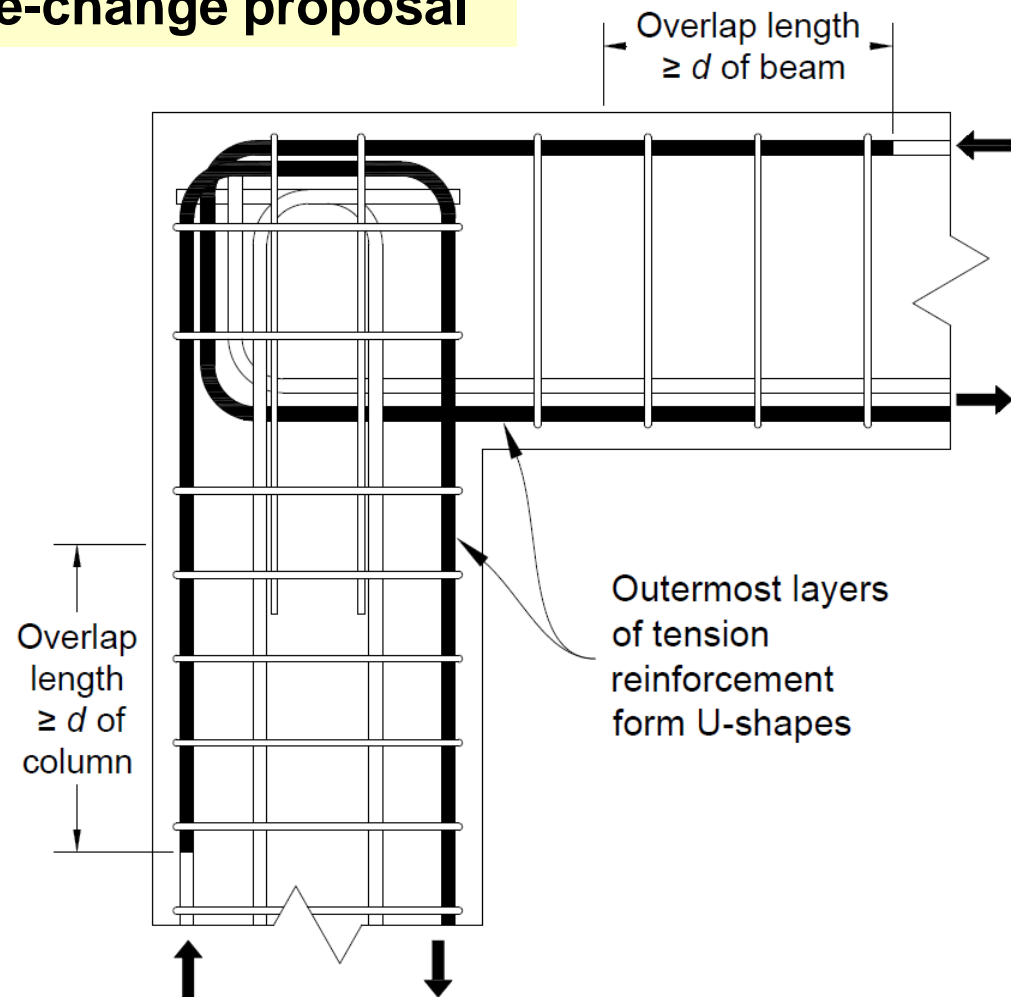 e-change proposal
Overlap length
≥ d of beam
Overlap
length
≥ d of
column
Outermost layers
of tension
reinforcement
form U-shapes